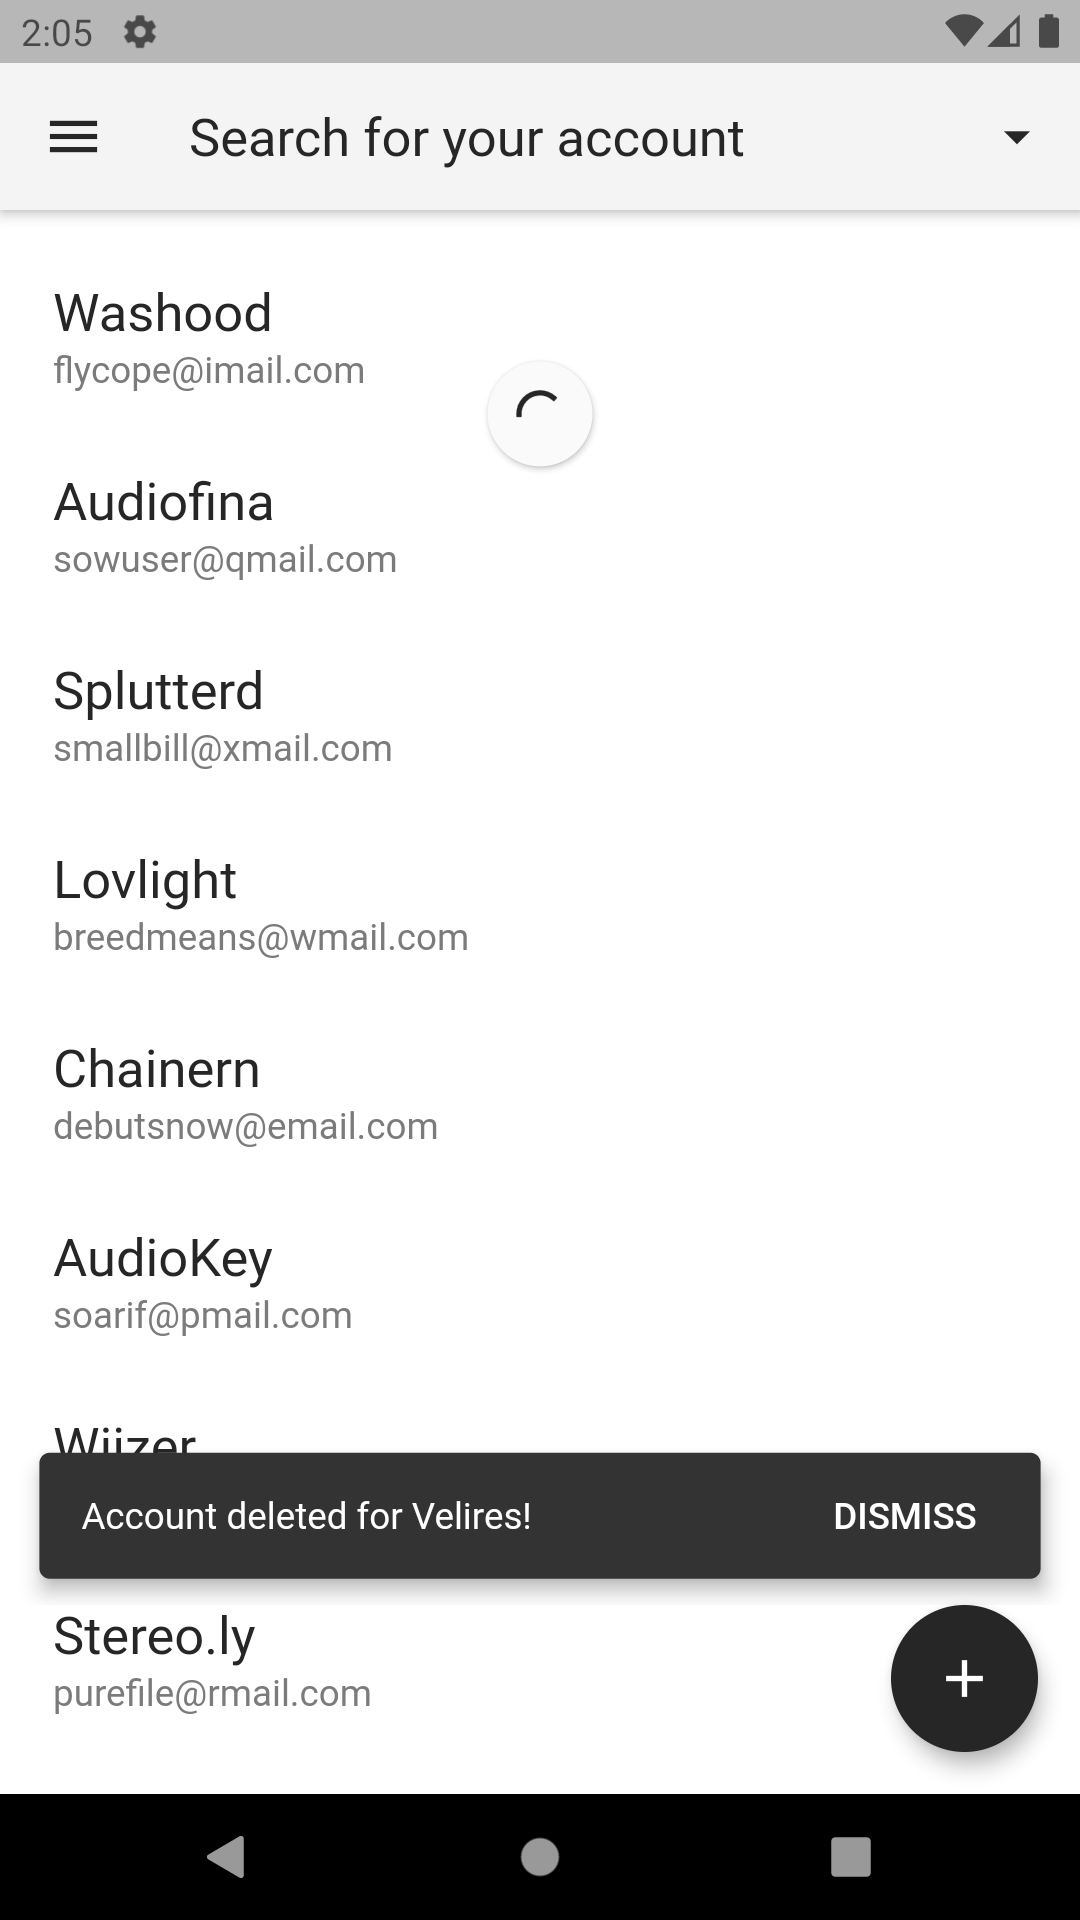 2:05
Search for your account
Washood
flycope@imail.com
Audiofina
sowuser@qmail.com
Splutterd
smallbill@xmail.com
Lovlight
breedmeans@wmail.com
Chainern
debutsnow@email.com
AudioKey
soarif@pmail.com
Wiizer
Account deleted for Velires!
DISMISS
Stereo.ly
purefile@rmail.com